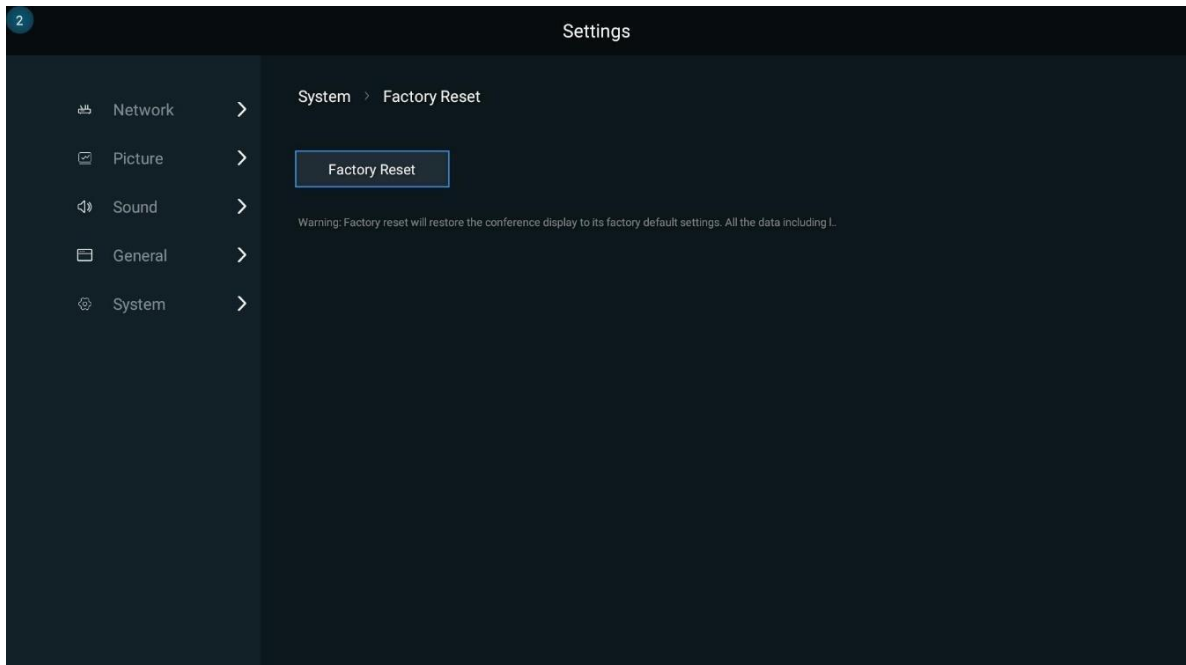 2
Settings
Network
Picture
Sound
General
System
System > Factory Reset
Factory Reset
Warning: Factory reset will restore the conference display to its factory default settings. All the data including l..